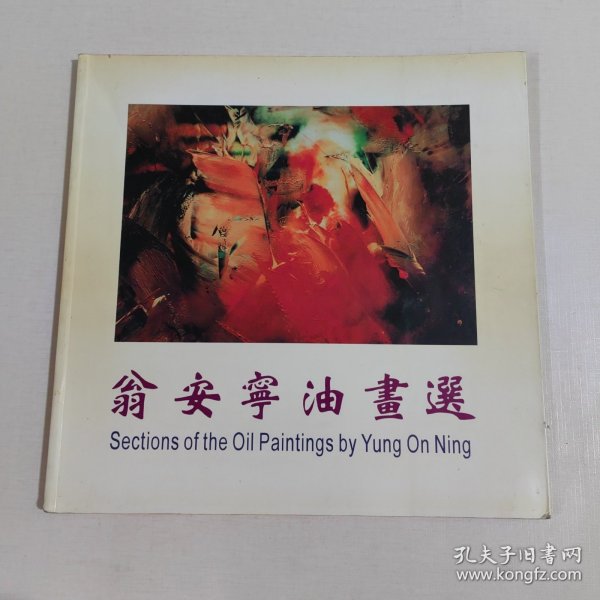 翁安寧油畫選
Sections of the Oil Paintings by Yung On Ning
孔夫子旧書网
www.kongfz.com